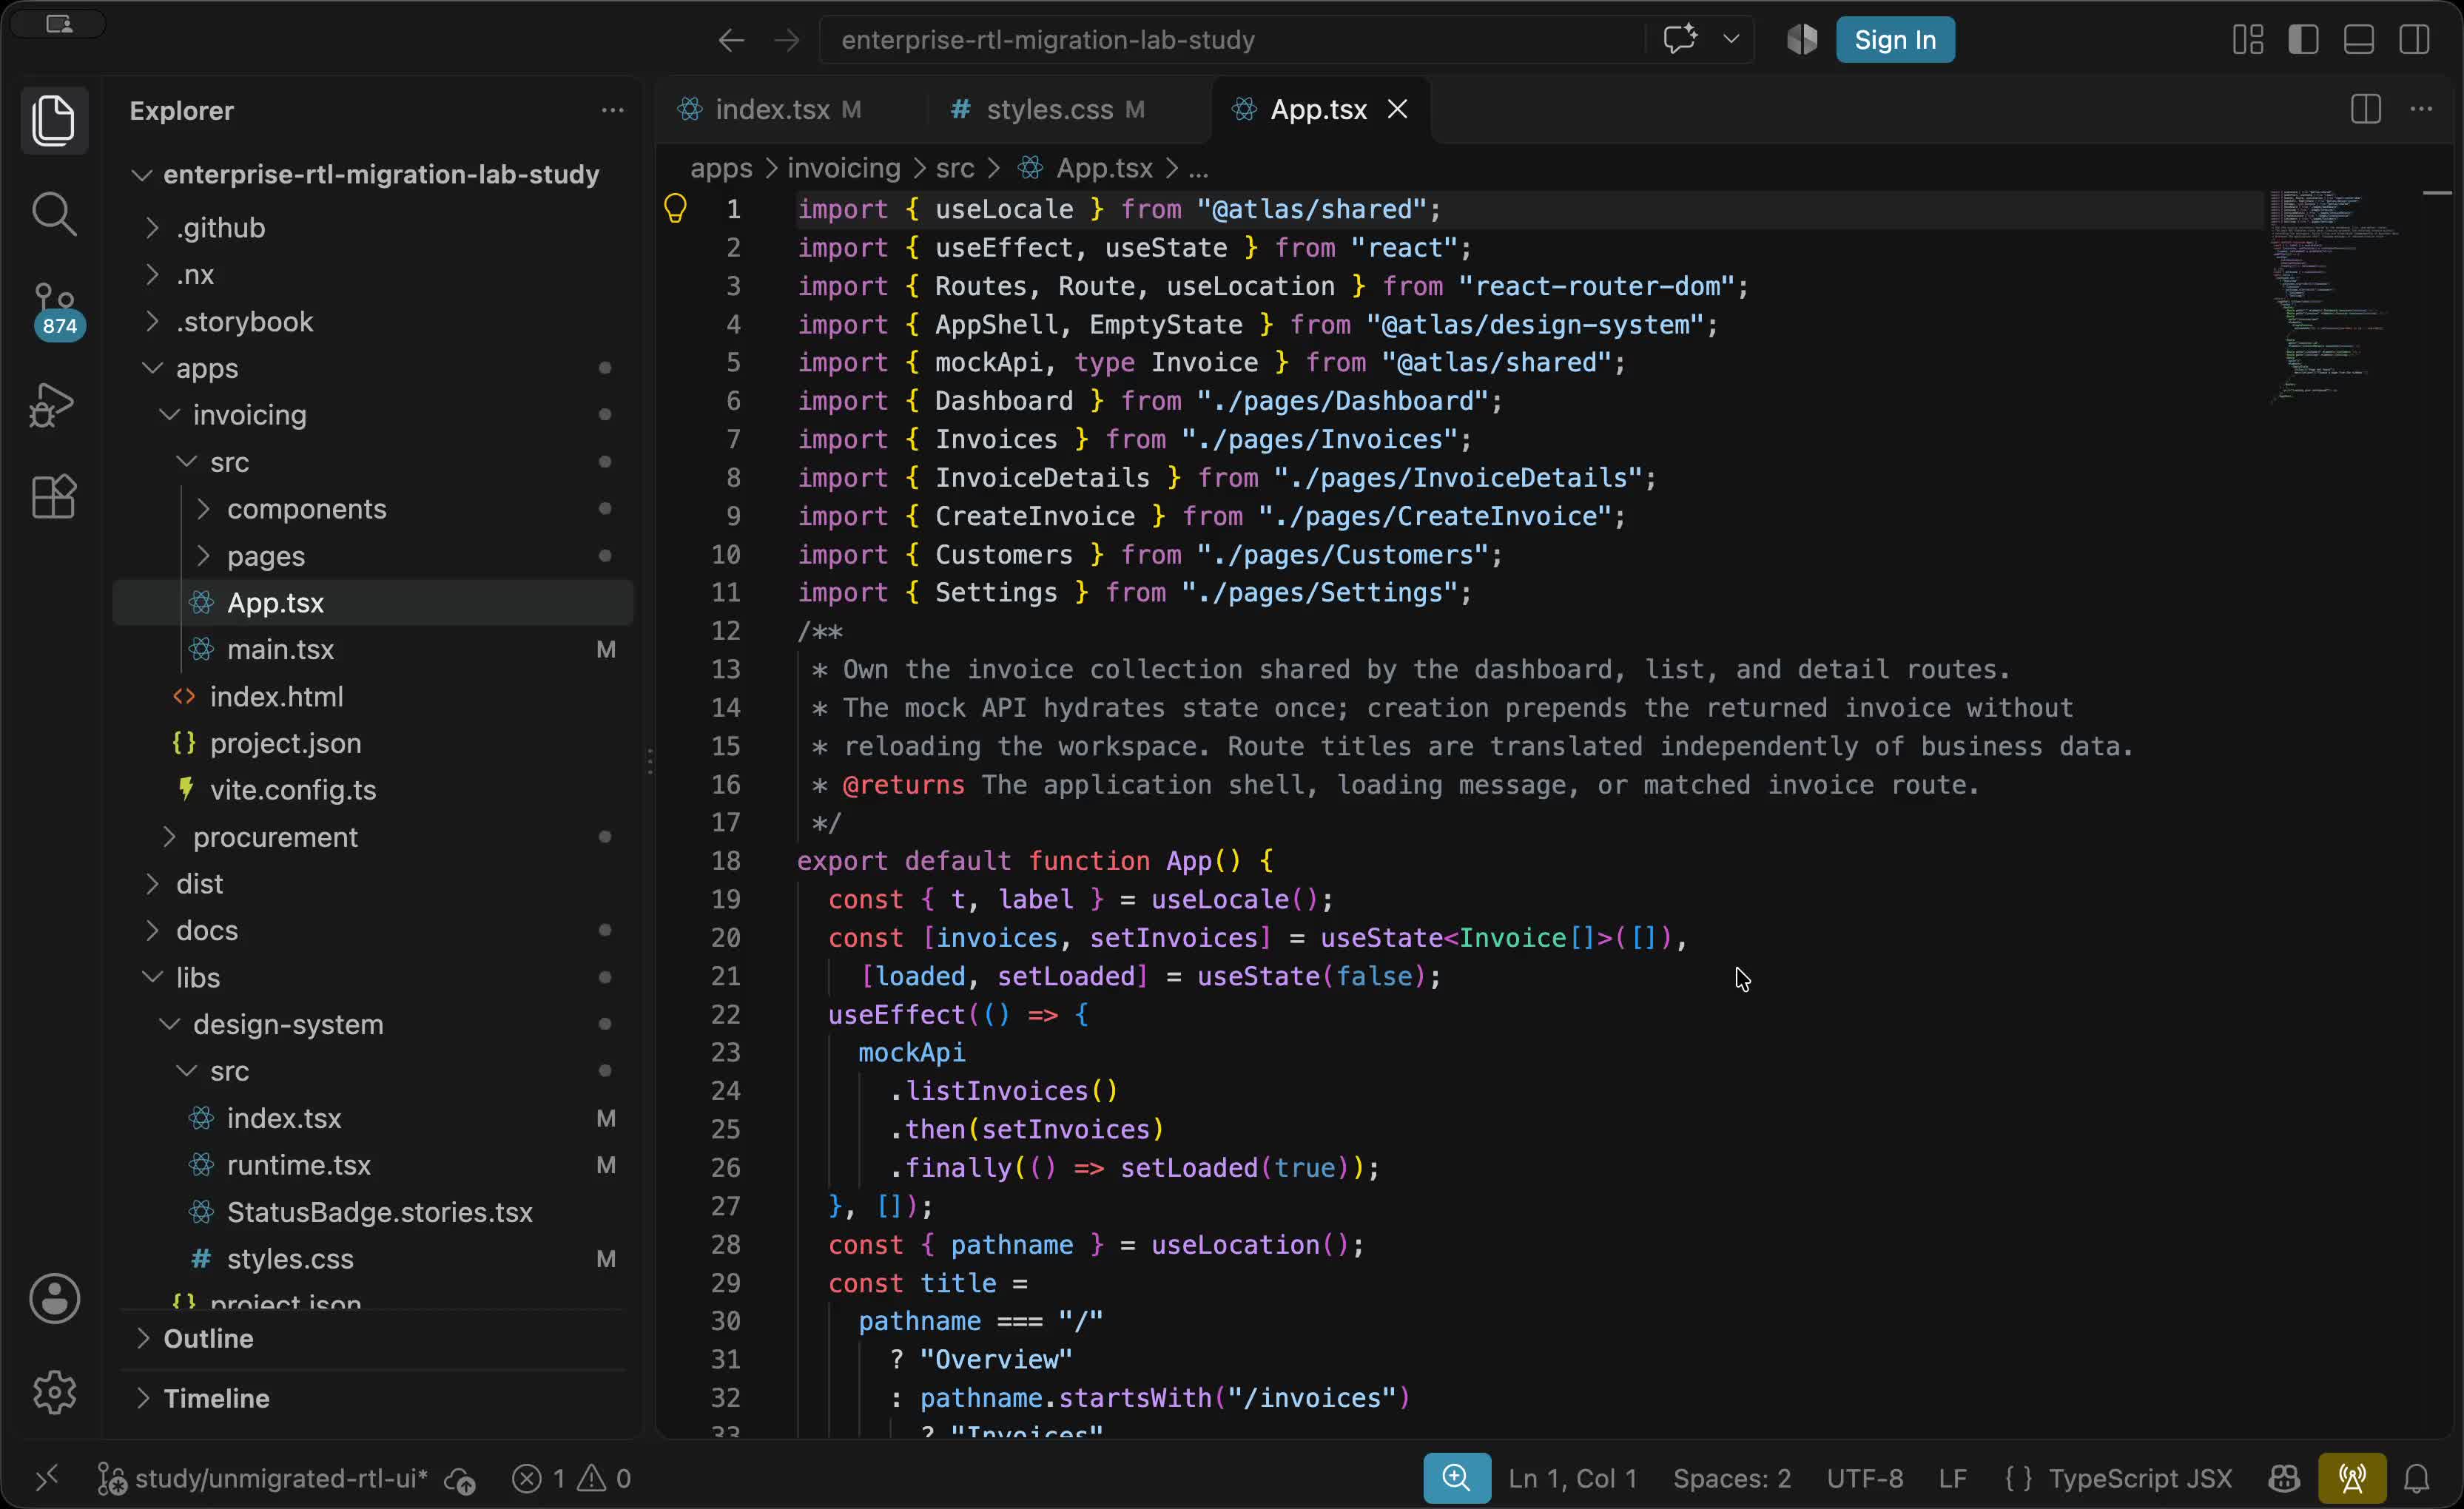 enterprise-rtl-migration-lab-study
Sign In
Explorer
enterprise-rtl-migration-lab-study
.github
.nx
.storybook
apps
invoicing
src
components
pages
App.tsx
main.tsx M
index.html
project.json
vite.config.ts
procurement
dist
docs
libs
design-system
src
index.tsx M
runtime.tsx M
StatusBadge.stories.tsx
styles.css M
project.json
Outline
Timeline
874
index.tsx M
styles.css M
App.tsx
apps > invoicing > src > App.tsx > ...
1 import { useLocale } from "@atlas/shared";
2 import { useEffect, useState } from "react";
3 import { Routes, Route, useLocation } from "react-router-dom";
4 import { AppShell, EmptyState } from "@atlas/design-system";
5 import { mockApi, type Invoice } from "@atlas/shared";
6 import { Dashboard } from "./pages/Dashboard";
7 import { Invoices } from "./pages/Invoices";
8 import { InvoiceDetails } from "./pages/InvoiceDetails";
9 import { CreateInvoice } from "./pages/CreateInvoice";
10 import { Customers } from "./pages/Customers";
11 import { Settings } from "./pages/Settings";
12 /**
13 * Own the invoice collection shared by the dashboard, list, and detail routes.
14 * The mock API hydrates state once; creation prepends the returned invoice without
15 * reloading the workspace. Route titles are translated independently of business data.
16 * @returns The application shell, loading message, or matched invoice route.
17 */
18 export default function App() {
19 const { t, label } = useLocale();
20 const [invoices, setInvoices] = useState<Invoice[]>([]),
21 [loaded, setLoaded] = useState(false);
22 useEffect(() => {
23 mockApi
24 .listInvoices()
25 .then(setInvoices)
26 .finally(() => setLoaded(true));
27 }, []);
28 const { pathname } = useLocation();
29 const title =
30 pathname === "/"
31 ? "Overview"
32 : pathname.startsWith("/invoices")
33 ? "Invoices"
study/unmigrated-rtl-ui* 1 0
Ln 1, Col 1 Spaces: 2 UTF-8 LF { } TypeScript JSX